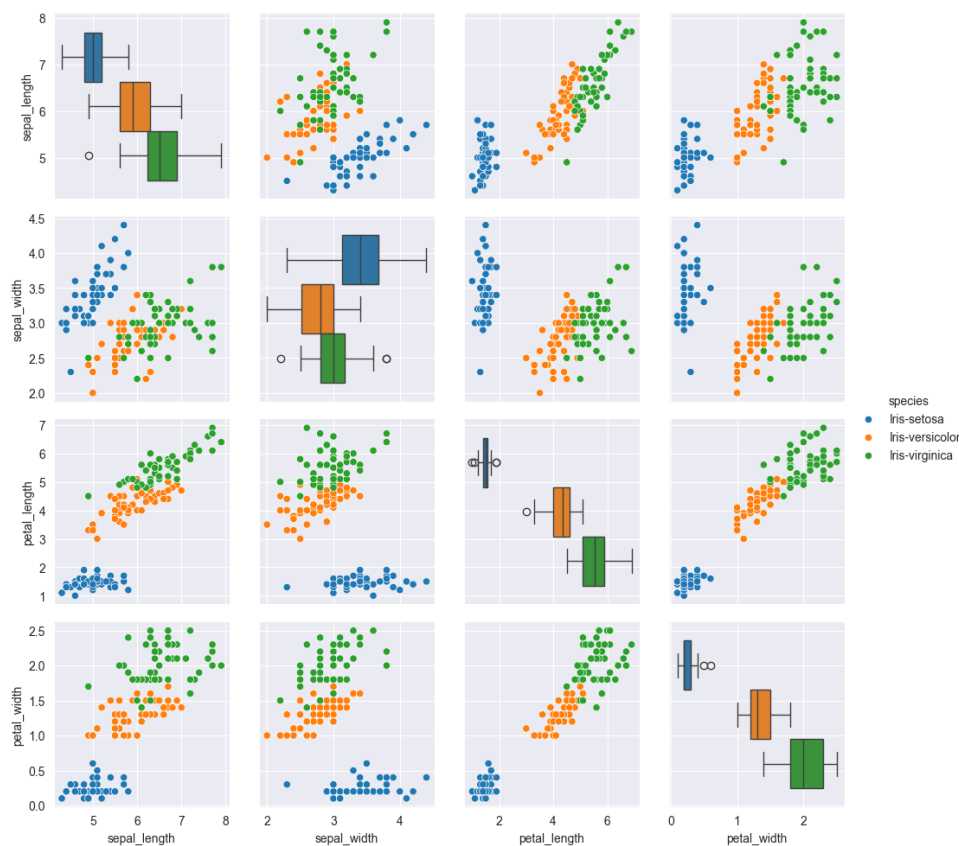 8
7
6
5
sepal_length
4.5
4.0
3.5
3.0
2.5
2.0
sepal_width
species
Iris-setosa
Iris-versicolor
Iris-virginica
7
6
5
4
3
2
1
petal_length
2.5
2.0
1.5
1.0
0.5
0.0
petal_width
5 6 7 8
sepal_length
2 3 4
sepal_width
2 4 6
petal_length
0 1 2
petal_width